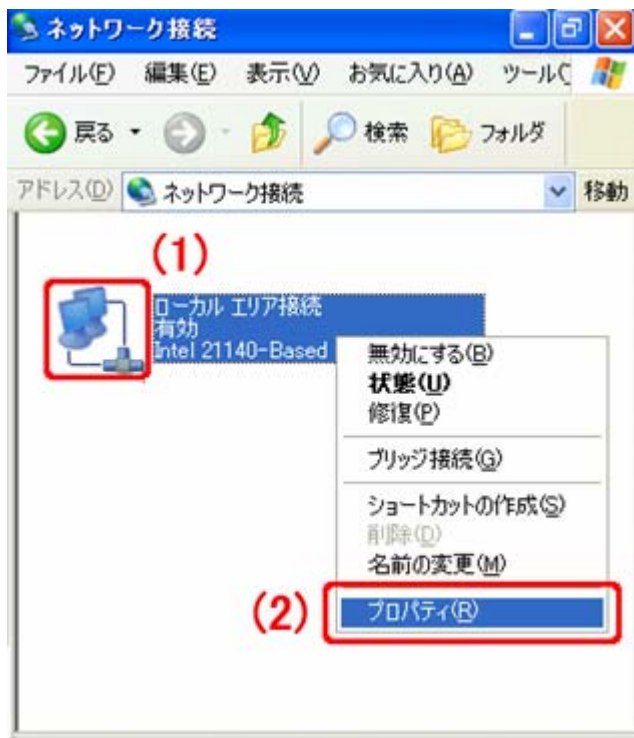 ネットワーク接続
ファイル(F) 編集(E) 表示(V) お気に入り(A) ツール(
戻る 検索 フォルダ
アドレス(D) ネットワーク接続 移動
(1)
ローカル エリア接続
有効
Intel 21140-Based
無効にする(B)
状態(U)
修復(P)
ブリッジ接続(G)
ショートカットの作成(S)
削除(D)
名前の変更(M)
(2)
プロパティ(R)